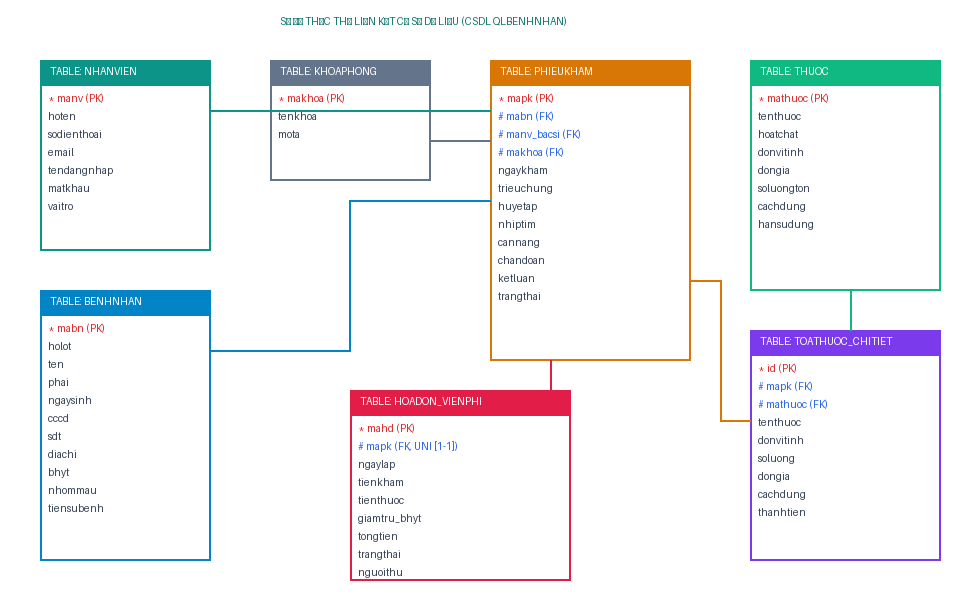 (CSDL QLBENHNHAN)
TABLE: NHANVIEN
* manv (PK)
hoten
sodienthoai
email
tendangnhap
matkhau
vaitro
TABLE: KHOAPHONG
* makhoa (PK)
tenkhoa
mota
TABLE: PHIEUKHAM
* mapk (PK)
# mabn (FK)
# manv_bacsi (FK)
# makhoa (FK)
ngaykham
trieuchung
huyetap
nhiptim
cannang
chandoan
ketluan
trangthai
TABLE: THUOC
* mathuoc (PK)
tenthuoc
hoatchat
donvitinh
dongia
soluongton
cachdung
hansudung
TABLE: BENHNHAN
* mabn (PK)
holot
ten
phai
ngaysinh
cccd
sdt
diachi
bhyt
nhommau
tiensubenh
TABLE: HOADON_VIENPHI
* mahd (PK)
# mapk (FK, UNI [1-1])
ngaylap
tienkham
tienthuoc
giamtru_bhyt
tongtien
trangthai
nguoithu
TABLE: TOATHUOC_CHITIET
* id (PK)
# mapk (FK)
# mathuoc (FK)
tenthuoc
donvitinh
soluong
dongia
cachdung
thanhtien